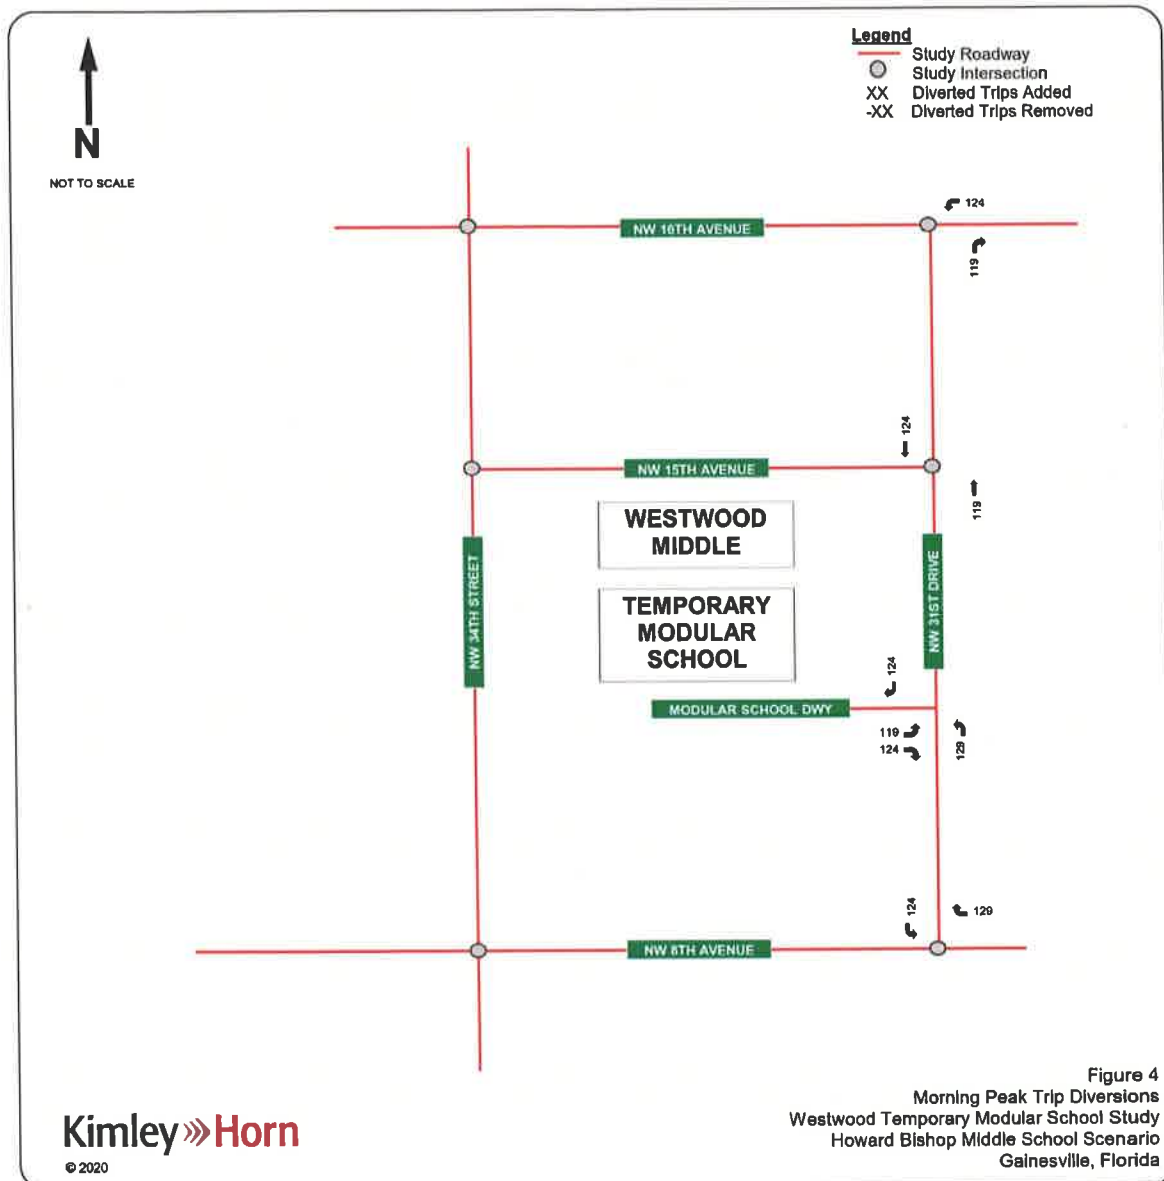 Legend
Study Roadway
Study Intersection
XX Diverted Trips Added
-XX Diverted Trips Removed
N
NOT TO SCALE
124
NW 16TH AVENUE
119
124
NW 15TH AVENUE
119
WESTWOOD
MIDDLE
NW 34TH STREET
NW 31ST DRIVE
TEMPORARY
MODULAR
SCHOOL
124
MODULAR SCHOOL DWY
119
124
129
124
129
NW 8TH AVENUE
Figure 4
Morning Peak Trip Diversions
Westwood Temporary Modular School Study
Howard Bishop Middle School Scenario
Gainesville, Florida
Kimley Horn
© 2020